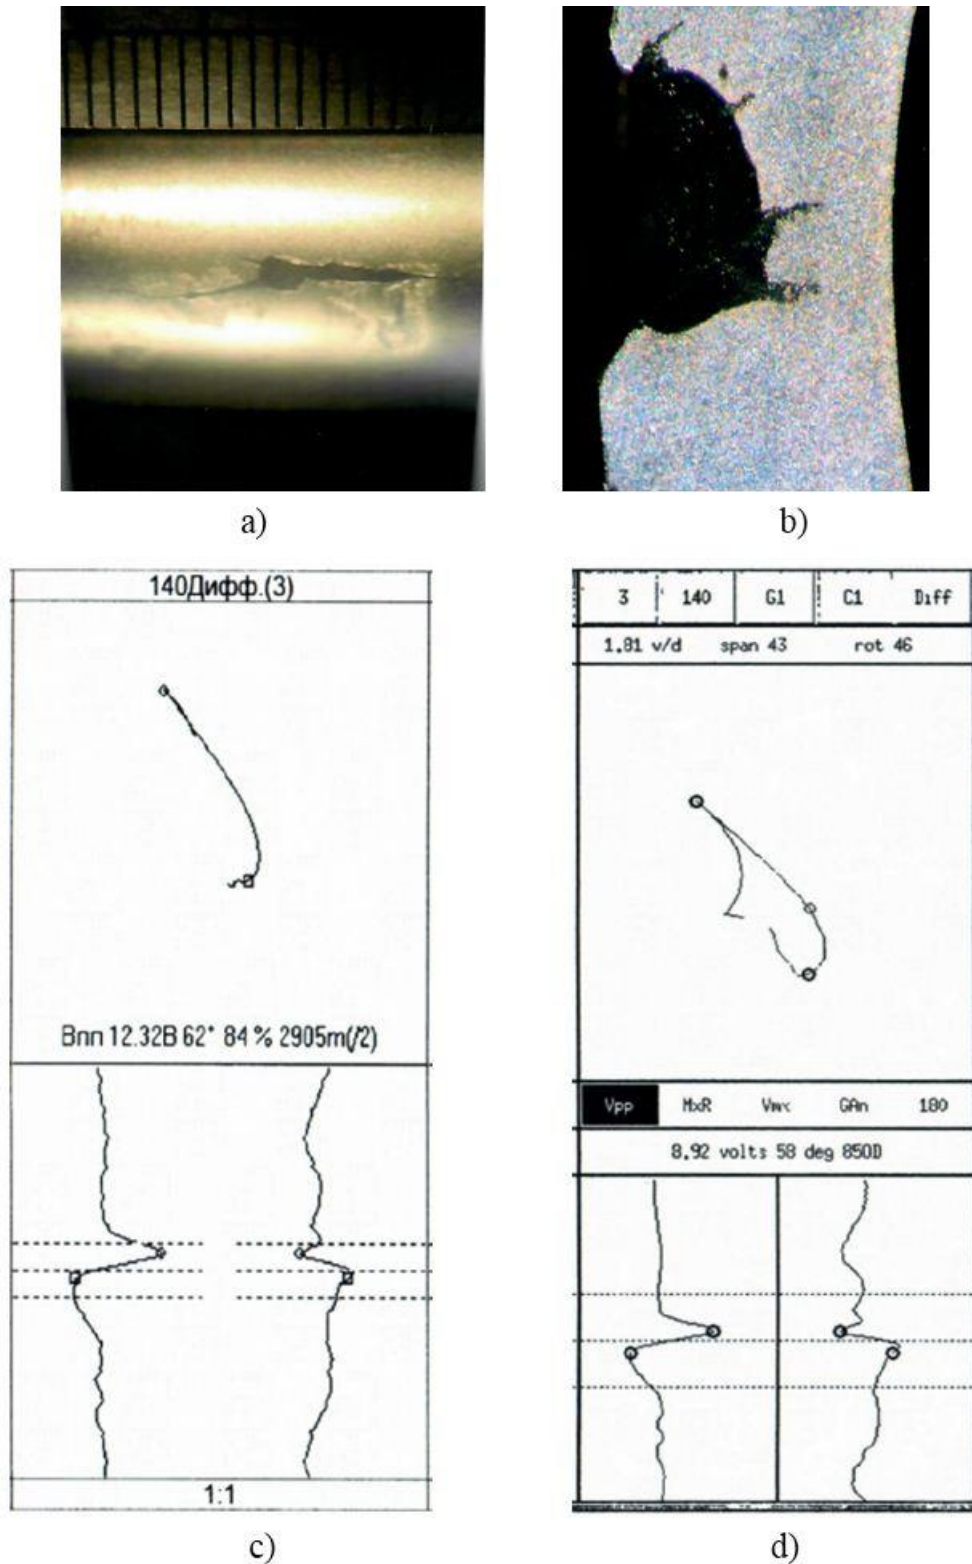 a)
b)
140Дифф.(3)
Впп 12.32В 62° 84 % 2905m(/2)
1:1
c)
3 140 G1 C1 Diff
1.81 v/d span 43 rot 46
Vpp MxR Vmx GAn 180
8.92 volts 58 deg 850D
d)